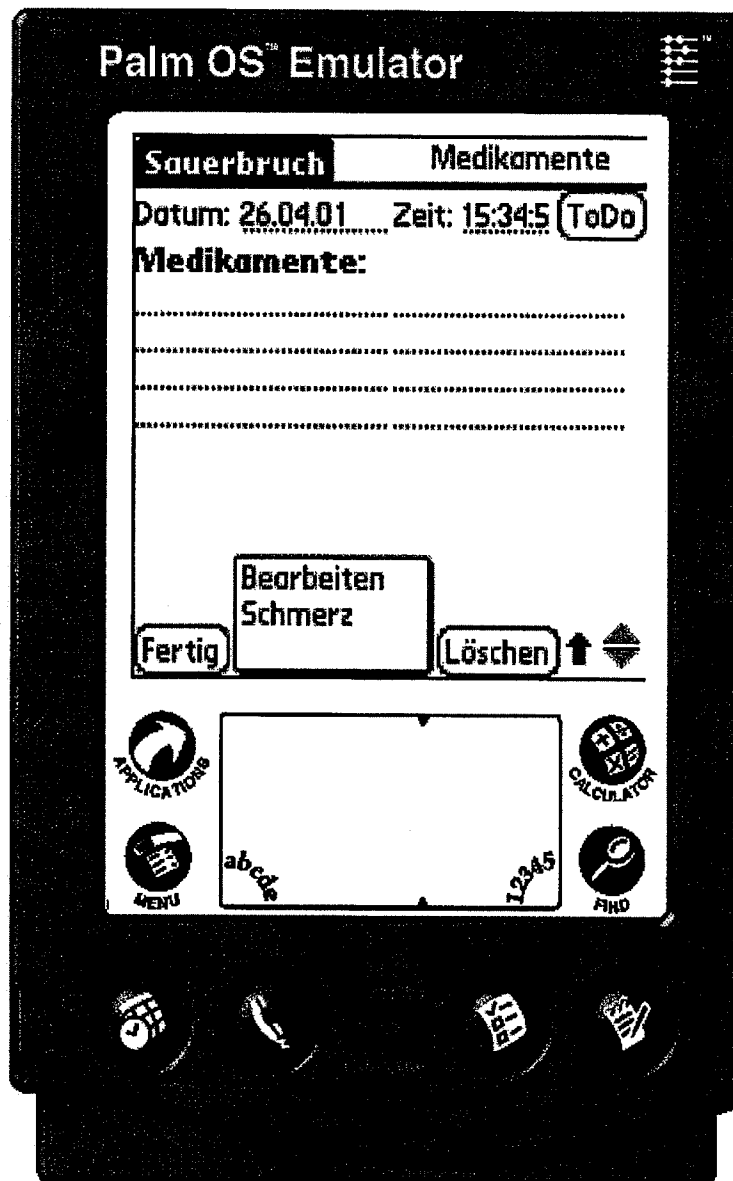 Palm OS™ Emulator
Sauerbruch Medikamente
Datum: 26.04.01 Zeit: 15:34:5 ToDo
Medikamente:
Bearbeiten
Schmerz
Fertig Löschen
APPLICATIONS CALCULATOR
abcde 12345
MENU FIND